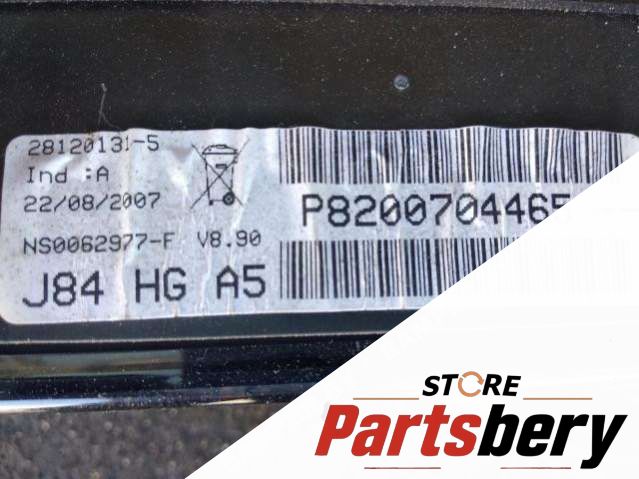 28120131-5
Ind :A
22/08/2007
NS0062977-F V8.90
J84 HG A5
P8200704465
STORE
Partsbery